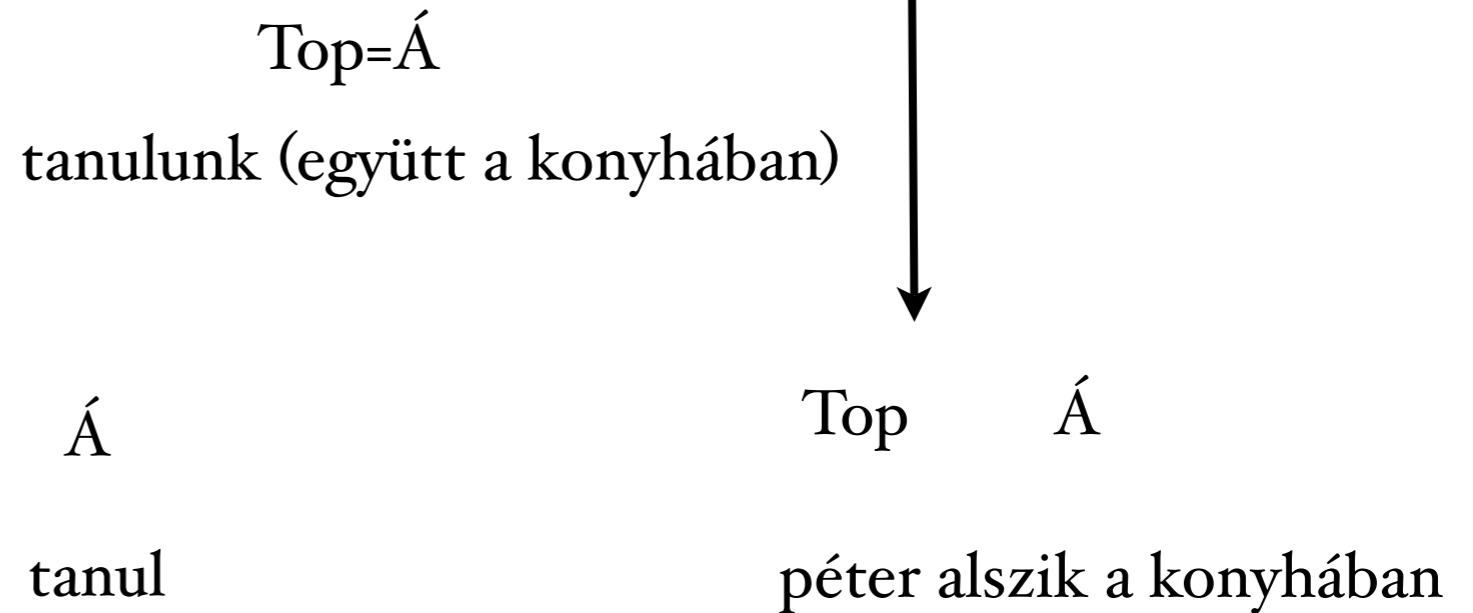 Top=Á
tanulunk (együtt a konyhában)
Á
Top Á
tanul
péter alszik a konyhában